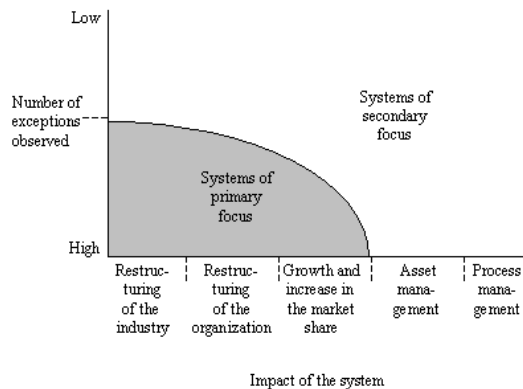 Low
Number of
exceptions
observed
Systems of
secondary
focus
Systems of
primary
focus
High
Restruc-
turing
of the
industry
Restruc-
turing
of the
organization
Growth and
increase in
the market
share
Asset
mana-
gement
Process
mana-
gement
Impact of the system